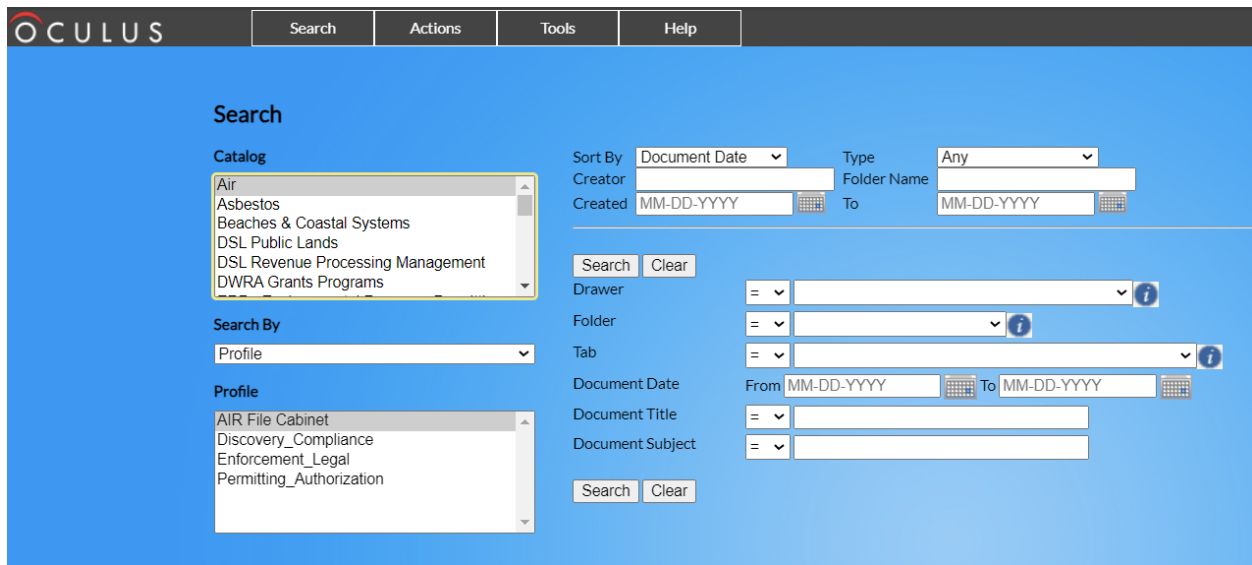 OCULUS
Search Actions Tools Help
Search
Catalog
Air
Asbestos
Beaches & Coastal Systems
DSL Public Lands
DSL Revenue Processing Management
DWRA Grants Programs
Search By
Profile
Profile
AIR File Cabinet
Discovery_Compliance
Enforcement_Legal
Permitting_Authorization
Sort By Document Date Type Any
Creator Folder Name
Created MM-DD-YYYY To MM-DD-YYYY
Search Clear
Drawer = i
Folder = i
Tab = i
Document Date From MM-DD-YYYY To MM-DD-YYYY
Document Title =
Document Subject =
Search Clear